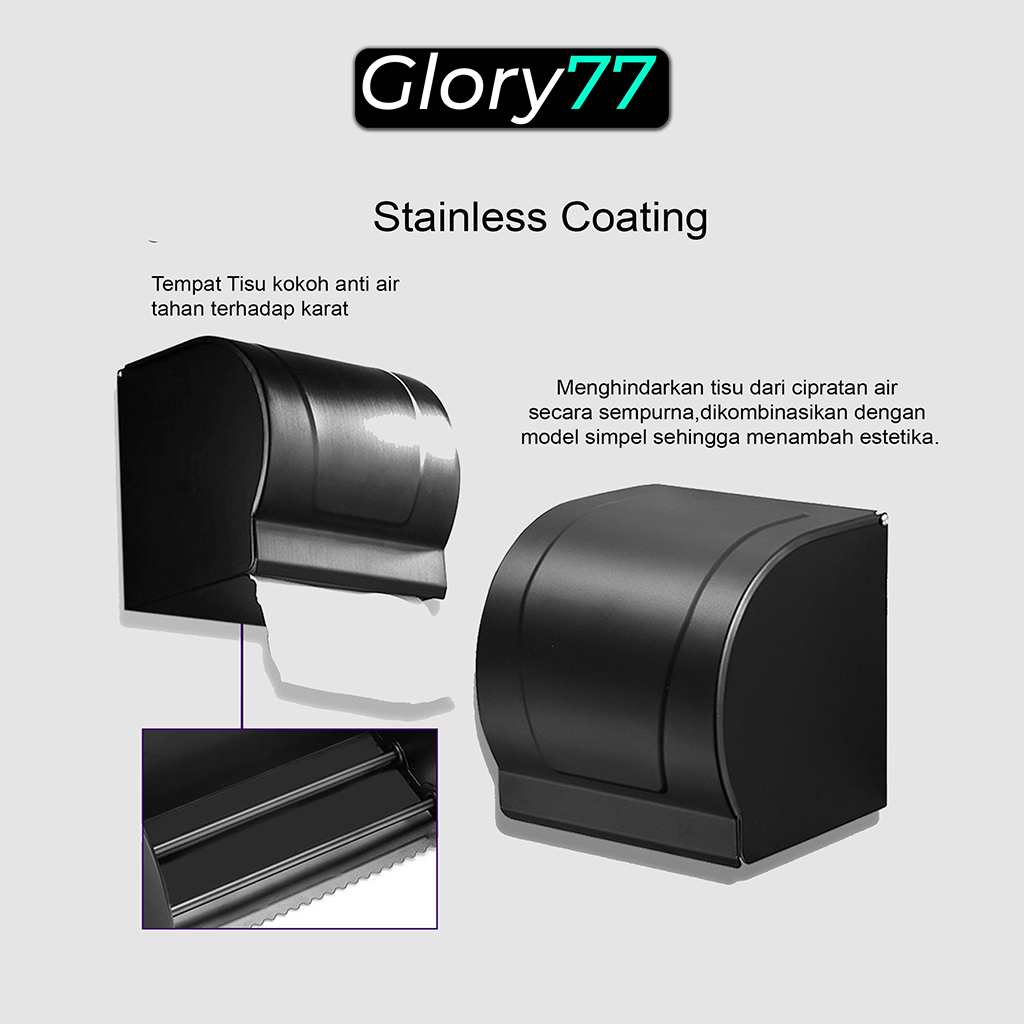 Glory77
Stainless Coating
Tempat Tisu kokoh anti air
tahan terhadap karat
Menghindarkan tisu dari cipratan air
secara sempurna,dikombinasikan dengan
model simpel sehingga menambah estetika.